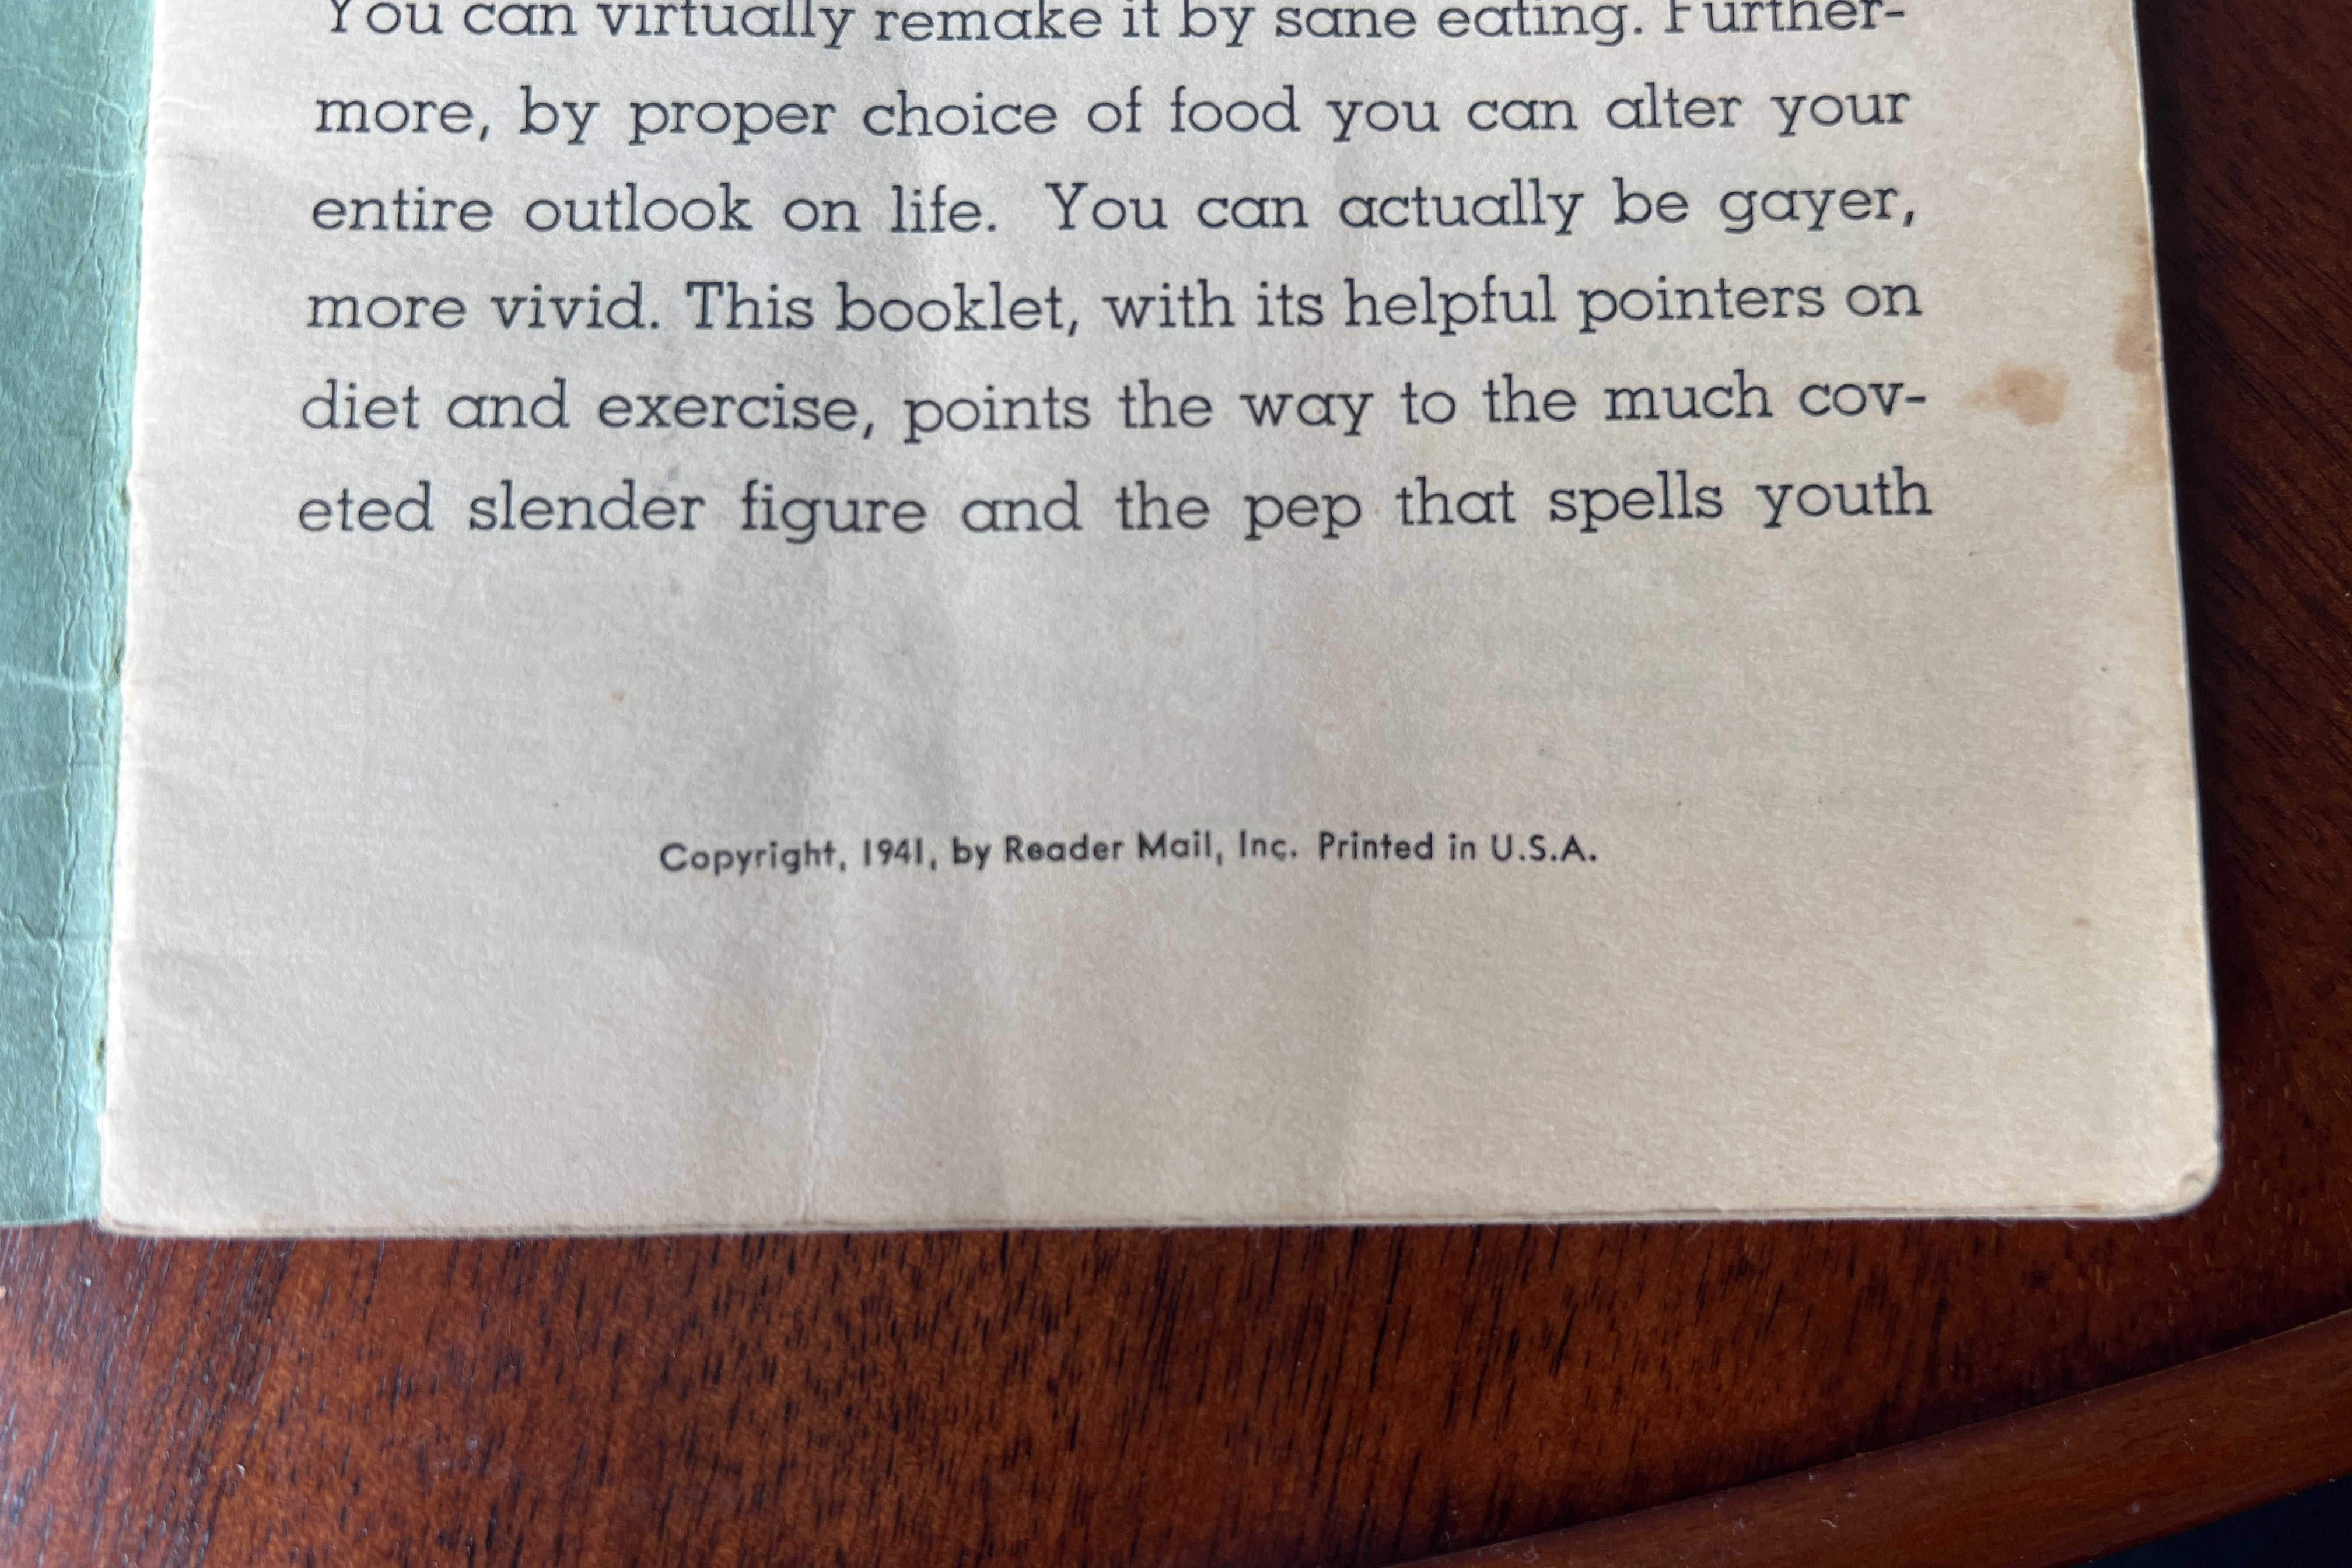 You can virtually remake it by sane eating. Further-
more, by proper choice of food you can alter your
entire outlook on life. You can actually be gayer,
more vivid. This booklet, with its helpful pointers on
diet and exercise, points the way to the much cov-
eted slender figure and the pep that spells youth
Copyright, 1941, by Reader Mail, Inc. Printed in U.S.A.